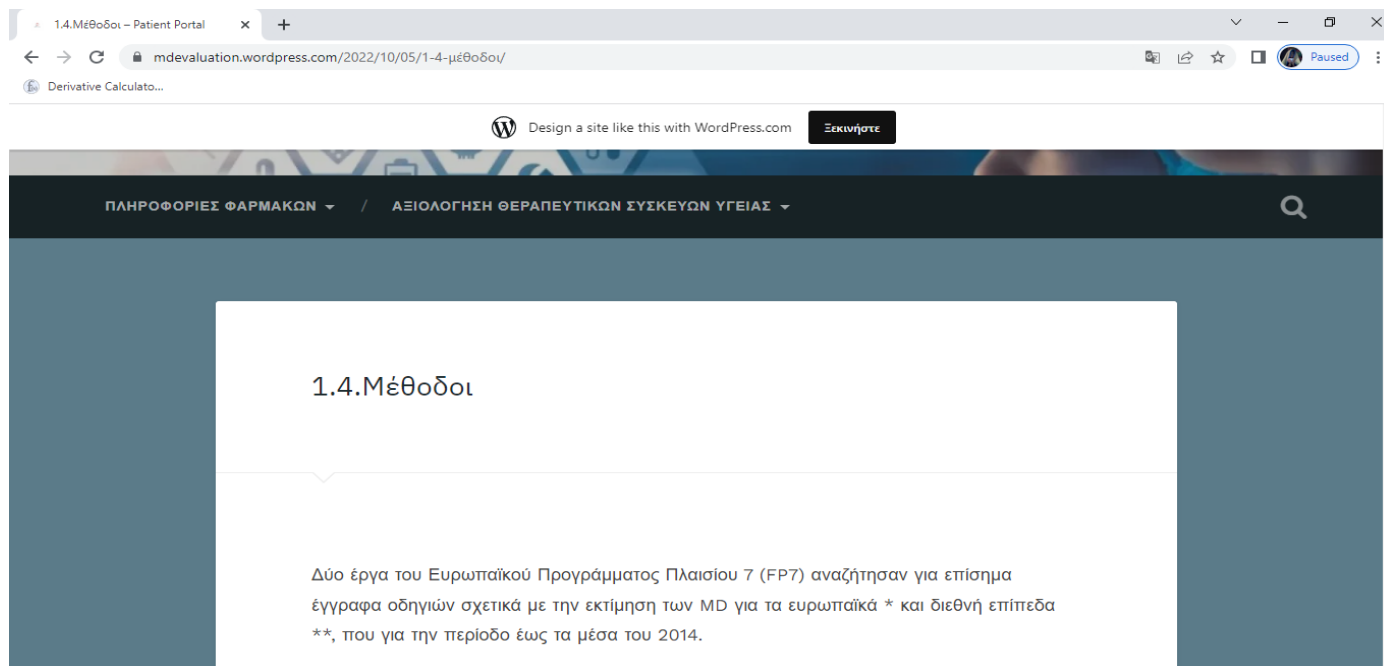 1.4.Μέθοδοι – Patient Portal
mdevaluation.wordpress.com/2022/10/05/1-4-μέθοδοι/
Paused
Derivative Calculato...
Design a site like this with WordPress.com
Ξεκινήστε
ΠΛΗΡΟΦΟΡΙΕΣ ΦΑΡΜΑΚΩΝ / ΑΞΙΟΛΟΓΗΣΗ ΘΕΡΑΠΕΥΤΙΚΩΝ ΣΥΣΚΕΥΩΝ ΥΓΕΙΑΣ
1.4.Μέθοδοι
Δύο έργα του Ευρωπαϊκού Προγράμματος Πλαισίου 7 (FP7) αναζήτησαν για επίσημα
έγγραφα οδηγιών σχετικά με την εκτίμηση των MD για τα ευρωπαϊκά * και διεθνή επίπεδα
**, που για την περίοδο έως τα μέσα του 2014.